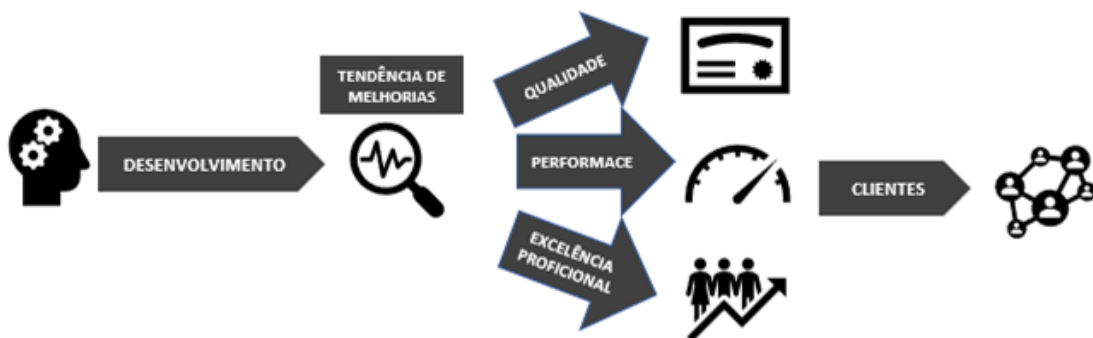 DESENVOLVIMENTO
TENDÊNCIA DE
MELHORIAS
QUALIDADE
PERFORMACE
EXCELÊNCIA
PROFICIONAL
CLIENTES